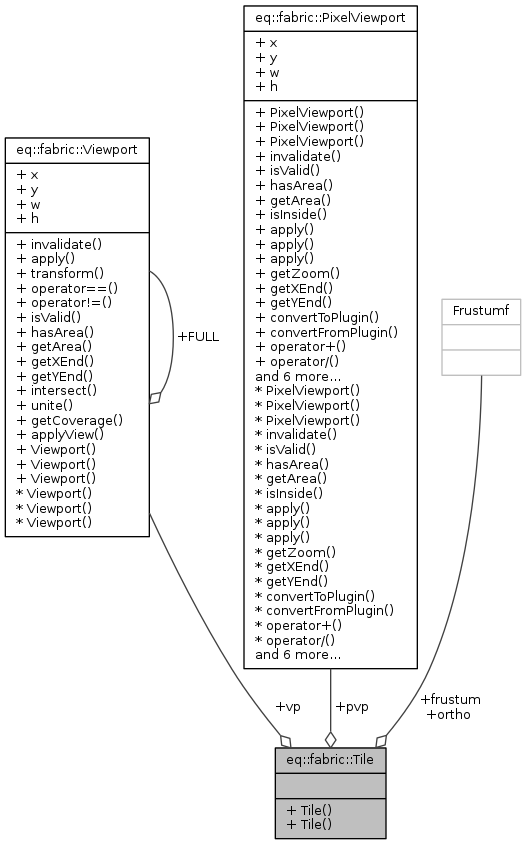 eq::fabric::PixelViewport
+ x
+ y
+ w
+ h
+ PixelViewport()
+ PixelViewport()
+ PixelViewport()
+ invalidate()
+ isValid()
+ hasArea()
+ getArea()
+ isInside()
+ apply()
+ apply()
+ apply()
+ getZoom()
+ getXEnd()
+ getYEnd()
+ convertToPlugin()
+ convertFromPlugin()
+ operator+()
+ operator/()
and 6 more...
* PixelViewport()
* PixelViewport()
* PixelViewport()
* invalidate()
* isValid()
* hasArea()
* getArea()
* isInside()
* apply()
* apply()
* apply()
* getZoom()
* getXEnd()
* getYEnd()
* convertToPlugin()
* convertFromPlugin()
* operator+()
* operator/()
and 6 more...
eq::fabric::Viewport
+ x
+ y
+ w
+ h
+ invalidate()
+ apply()
+ transform()
+ operator==()
+ operator!=()
+ isValid()
+ hasArea()
+ getArea()
+ getXEnd()
+ getYEnd()
+ intersect()
+ unite()
+ getCoverage()
+ applyView()
+ Viewport()
+ Viewport()
+ Viewport()
* Viewport()
* Viewport()
* Viewport()
+FULL
Frustumf
+vp
+pvp
+frustum
+ortho
eq::fabric::Tile
+ Tile()
+ Tile()